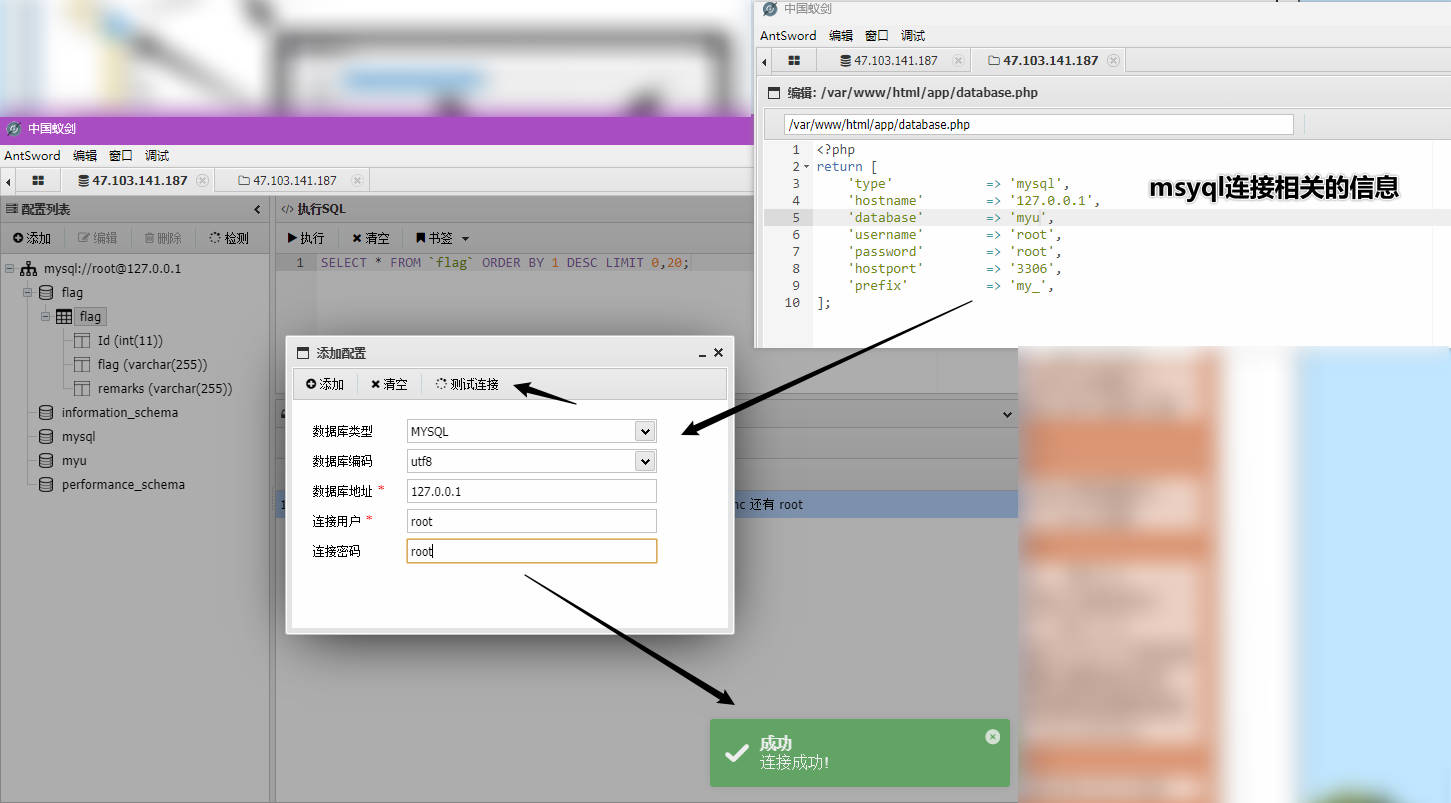 中国蚁剑
AntSword 编辑 窗口 调试
47.103.141.187 47.103.141.187
编辑: /var/www/html/app/database.php
/var/www/html/app/database.php
1 <?php
2 return [
3 'type' => 'mysql',
4 'hostname' => '127.0.0.1',
5 'database' => 'myu',
6 'username' => 'root',
7 'password' => 'root',
8 'hostport' => '3306',
9 'prefix' => 'my_',
10 ];
msyql连接相关的信息
中国蚁剑
AntSword 编辑 窗口 调试
47.103.141.187 47.103.141.187
配置列表
添加 编辑 删除 检测
mysql://root@127.0.0.1
flag
flag
Id (int(11))
flag (varchar(255))
remarks (varchar(255))
information_schema
mysql
myu
performance_schema
执行SQL
执行 清空 书签
1 SELECT * FROM `flag` ORDER BY 1 DESC LIMIT 0,20;
添加配置
添加 清空 测试连接
数据库类型 MYSQL
数据库编码 utf8
数据库地址 * 127.0.0.1
连接用户 * root
连接密码 root
还有 root
成功
连接成功!